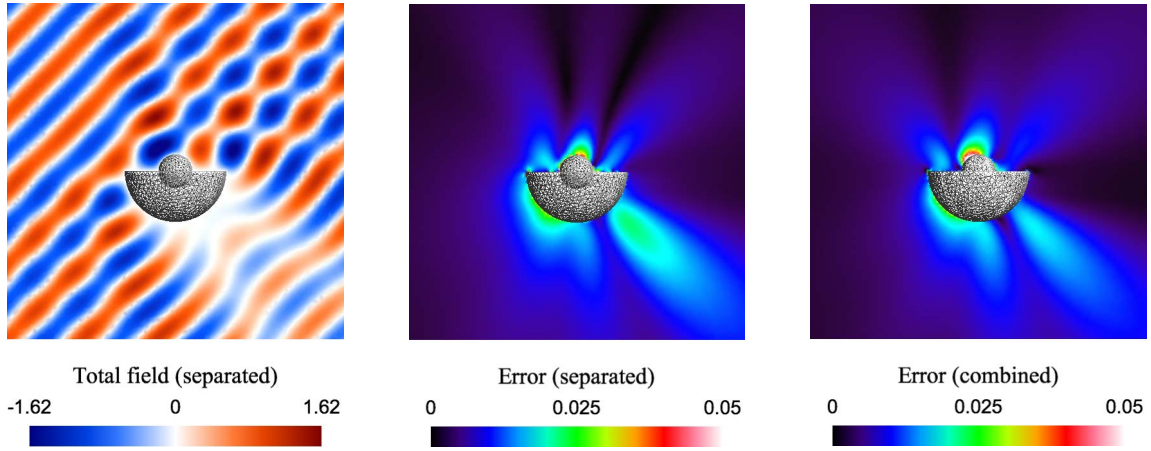 Total field (separated)
-1.62 0 1.62
Error (separated)
0 0.025 0.05
Error (combined)
0 0.025 0.05